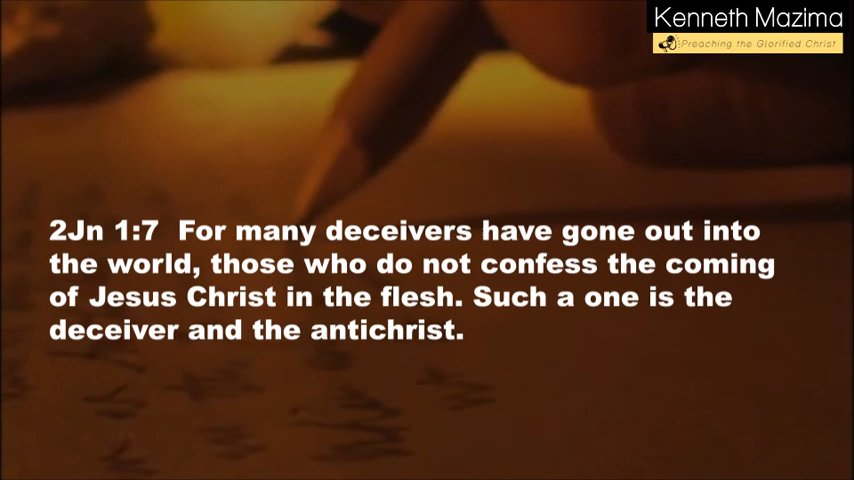 Kenneth Mazima
Preaching the Glorified Christ
2Jn 1:7  For many deceivers have gone out into
the world, those who do not confess the coming
of Jesus Christ in the flesh. Such a one is the
deceiver and the antichrist.